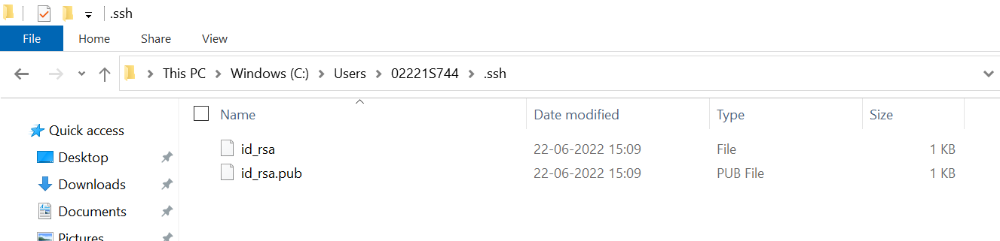 .ssh
File Home Share View
This PC Windows (C:) Users 02221S744 .ssh
Name Date modified Type Size
Quick access
id_rsa 22-06-2022 15:09 File 1 KB
Desktop
id_rsa.pub 22-06-2022 15:09 PUB File 1 KB
Downloads
Documents
Pictures